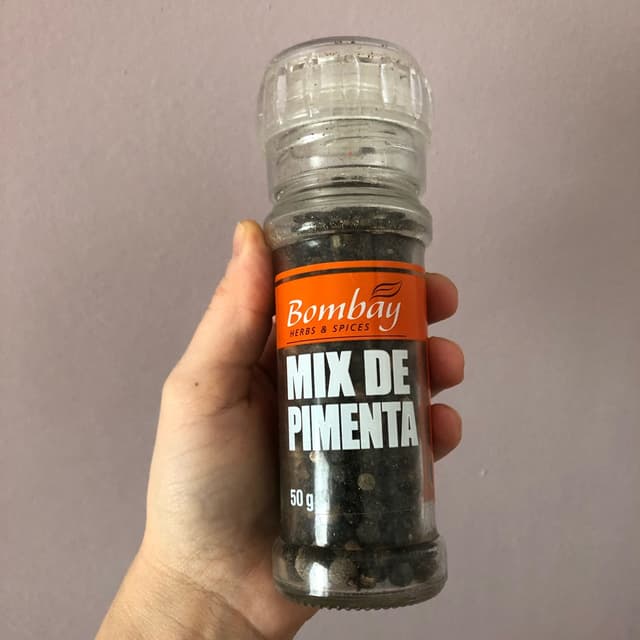 Bombay
HERBS & SPICES
MIX DE
PIMENTA
50 g